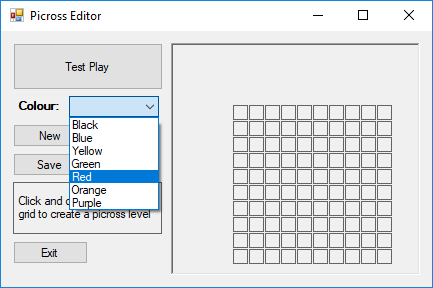 Picross Editor
Test Play
Colour:
Black
Blue
Yellow
Green
Red
Orange
Purple
New
Save
Click and
grid to create a picross level
Exit